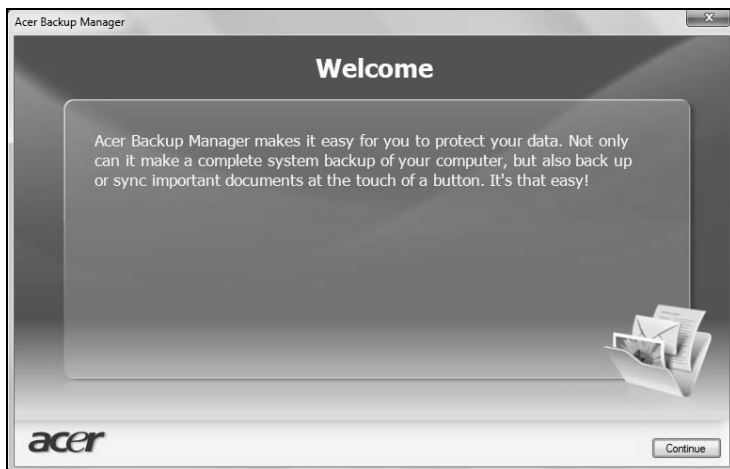 Acer Backup Manager
x
Welcome
Acer Backup Manager makes it easy for you to protect your data. Not only
can it make a complete system backup of your computer, but also back up
or sync important documents at the touch of a button. It's that easy!
acer
Continue